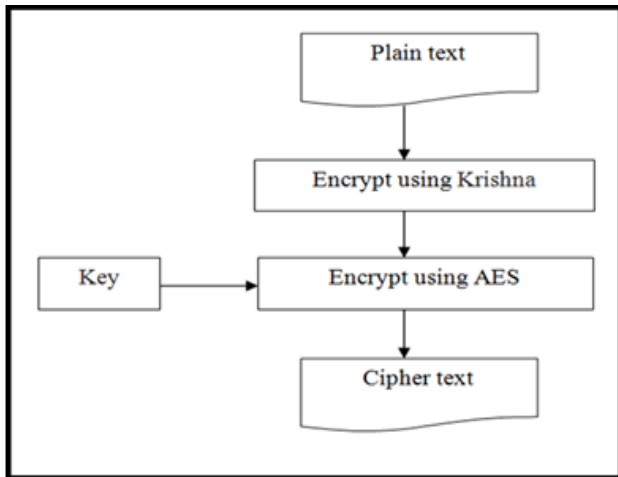 Plain text
Encrypt using Krishna
Key
Encrypt using AES
Cipher text